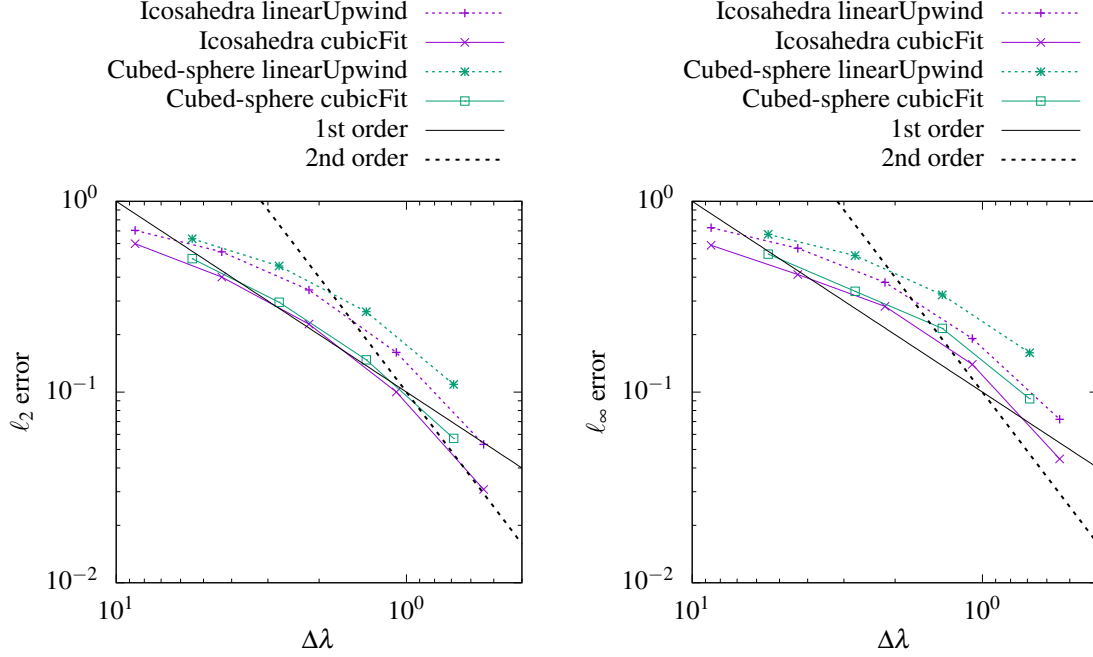 Icosahedra linearUpwind
Icosahedra cubicFit
Cubed-sphere linearUpwind
Cubed-sphere cubicFit
1st order
2nd order
10^0
10^-1
10^-2
ℓ2 error
10^1
10^0
Δλ
Icosahedra linearUpwind
Icosahedra cubicFit
Cubed-sphere linearUpwind
Cubed-sphere cubicFit
1st order
2nd order
10^0
10^-1
10^-2
ℓ∞ error
10^1
10^0
Δλ